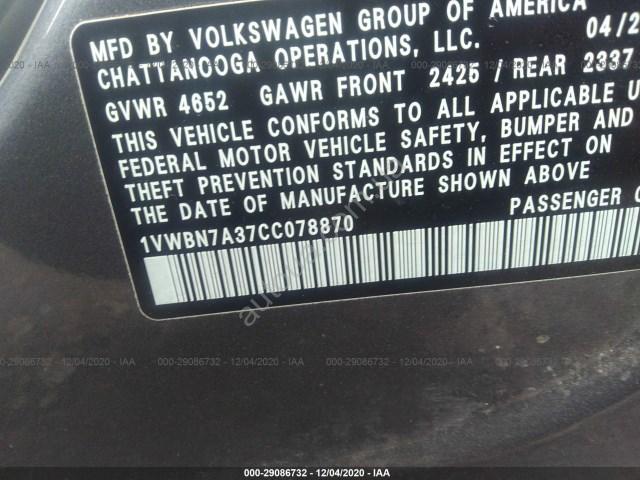 MFD BY VOLKSWAGEN GROUP OF AMERICA 04/2
CHATTANOOGA OPERATIONS, LLC.
GVWR 4652 GAWR FRONT 2425 / REAR 2337
THIS VEHICLE CONFORMS TO ALL APPLICABLE U
FEDERAL MOTOR VEHICLE SAFETY, BUMPER AND
THEFT PREVENTION STANDARDS IN EFFECT ON
THE DATE OF MANUFACTURE SHOWN ABOVE
1VWBN7A37CC078870 PASSENGER C
000-29086732 - 12/04/2020 - IAA